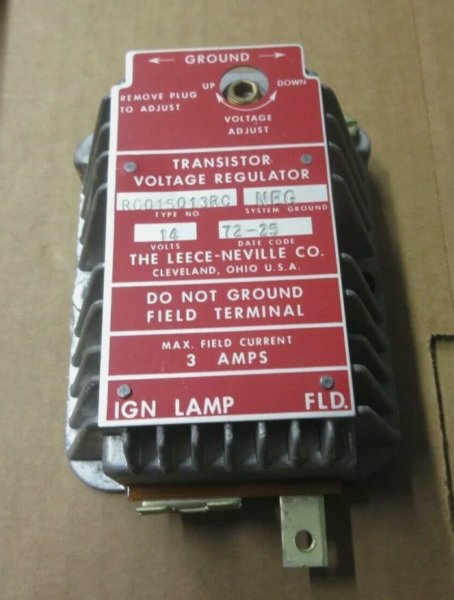 ← GROUND →
UP DOWN
REMOVE PLUG
TO ADJUST
VOLTAGE
ADJUST
TRANSISTOR
VOLTAGE REGULATOR
R0015013RC NEG
TYPE NO. SYSTEM GROUND
14 72-25
VOLTS DATE CODE
THE LEECE-NEVILLE CO.
CLEVELAND, OHIO U.S.A.
DO NOT GROUND
FIELD TERMINAL
MAX. FIELD CURRENT
3 AMPS
IGN LAMP FLD.